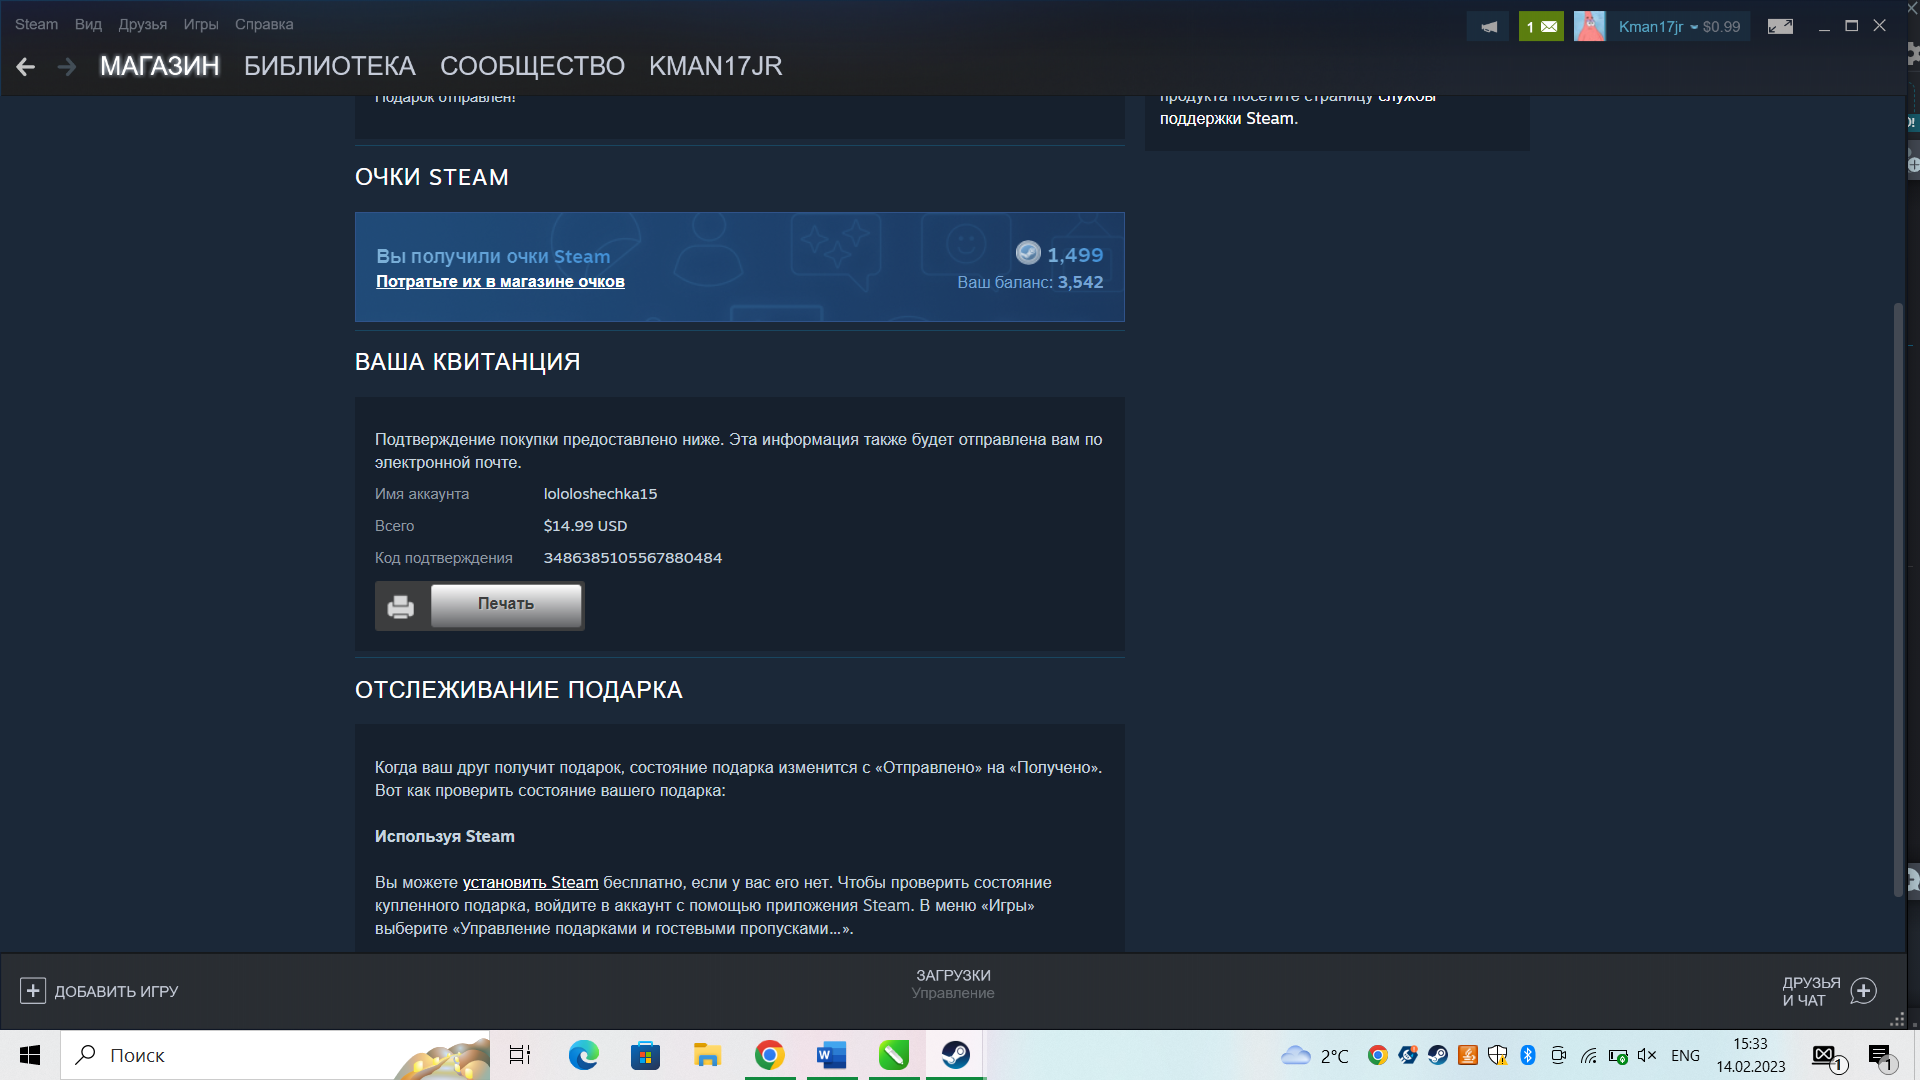 Steam Вид Друзья Игры Справка
1
Kman17jr $0.99
МАГАЗИН БИБЛИОТЕКА СООБЩЕСТВО KMAN17JR
Подарок отправлен!
продукта посетите страницу службы
поддержки Steam.
ОЧКИ STEAM
Вы получили очки Steam
1,499
Потратьте их в магазине очков
Ваш баланс: 3,542
ВАША КВИТАНЦИЯ
Подтверждение покупки предоставлено ниже. Эта информация также будет отправлена вам по
электронной почте.
Имя аккаунта lololoshechka15
Всего $14.99 USD
Код подтверждения 3486385105567880484
Печать
ОТСЛЕЖИВАНИЕ ПОДАРКА
Когда ваш друг получит подарок, состояние подарка изменится с «Отправлено» на «Получено».
Вот как проверить состояние вашего подарка:
Используя Steam
Вы можете установить Steam бесплатно, если у вас его нет. Чтобы проверить состояние
купленного подарка, войдите в аккаунт с помощью приложения Steam. В меню «Игры»
выберите «Управление подарками и гостевыми пропусками...».
ДОБАВИТЬ ИГРУ
ЗАГРУЗКИ
Управление
ДРУЗЬЯ
И ЧАТ
Поиск
2°C
ENG
15:33
14.02.2023
1
1